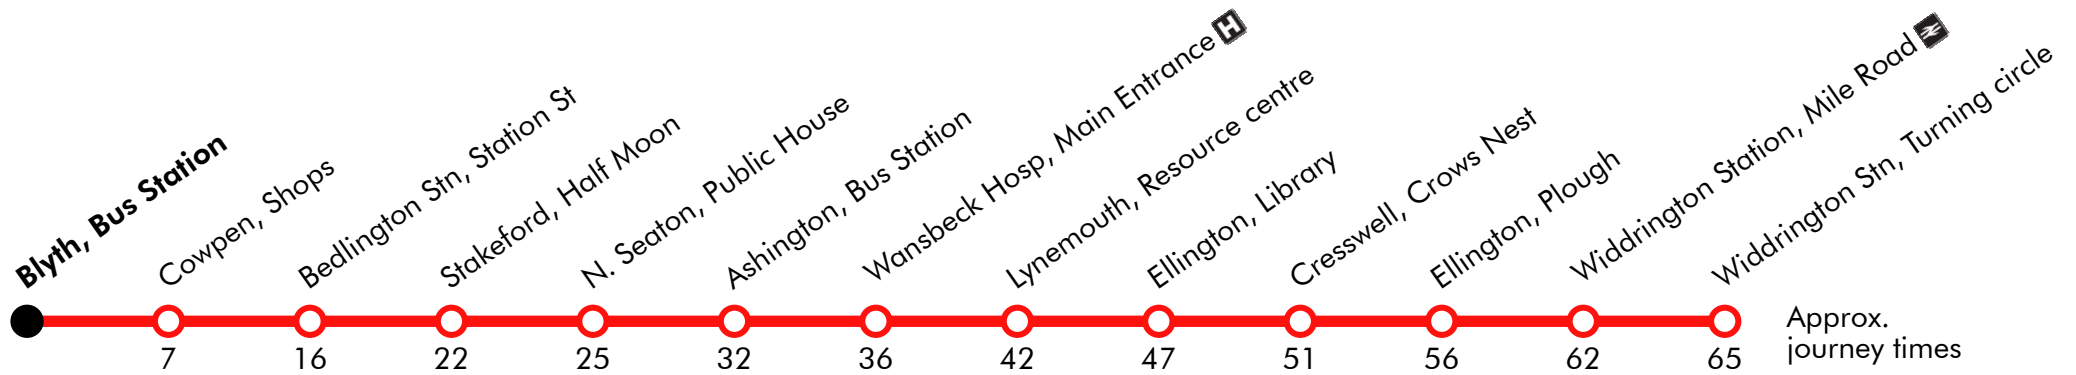 Blyth, Bus Station
Cowpen, Shops
Bedlington Stn, Station St
Stakeford, Half Moon
N. Seaton, Public House
Ashington, Bus Station
Wansbeck Hosp, Main Entrance H
Lynemouth, Resource centre
Ellington, Library
Cresswell, Crows Nest
Ellington, Plough
Widdrington Station, Mile Road
Widdrington Stn, Turning circle
7 16 22 25 32 36 42 47 51 56 62 65
Approx.
journey times